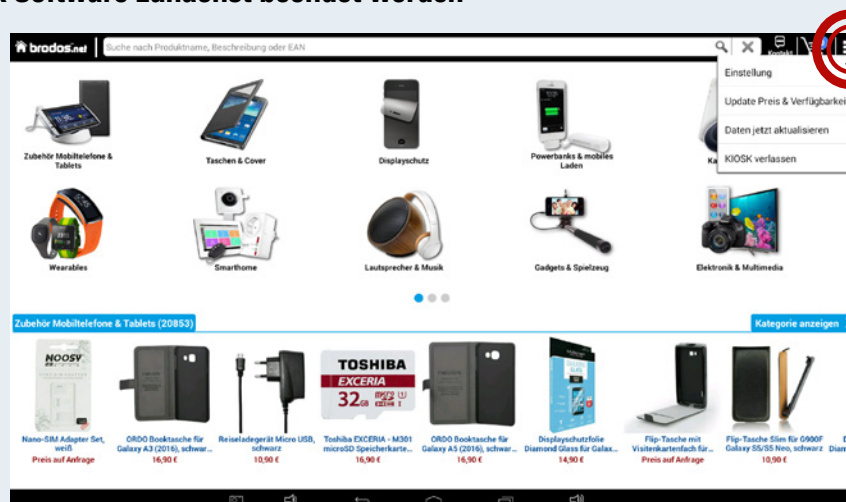 Software zunächst beendet werden
brodos.net
Suche nach Produktname, Beschreibung oder EAN
Kontakt
Einstellung
Update Preis & Verfügbarkei
Daten jetzt aktualisieren
KIOSK verlassen
Zubehör Mobiltelefone &
Tablets
Taschen & Cover
Displayschutz
Powerbanks & mobiles
Laden
Ka
Wearables
Smarthome
Lautsprecher & Musik
Gadgets & Spielzeug
Elektronik & Multimedia
Zubehör Mobiltelefone & Tablets (20853)
Kategorie anzeigen
NOOSY
TOSHIBA
EXCERIA
32GB
Nano-SIM Adapter Set,
weiß
Preis auf Anfrage
ORDO Booktasche für
Galaxy A3 (2016), schwar...
16,90 €
Reiseladegerät Micro USB,
schwarz
10,90 €
Toshiba EXCERIA - M301
microSD Speicherkarte...
16,90 €
ORDO Booktasche für
Galaxy A5 (2016), schwar...
16,90 €
Displayschutzfolie
Diamond Glass für Galax...
14,90 €
Flip-Tasche mit
Visitenkartenfach für...
Preis auf Anfrage
Flip-Tasche Slim für G900F
Galaxy S5/S5 Neo, schwarz
10,90 €
D
Diam